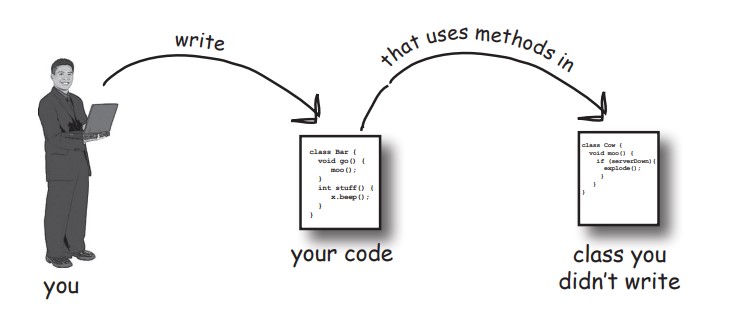 write
that uses methods in
class Bar {
void go() {
moo();
}
int stuff() {
x.beep();
}
}
class Cow {
void moo() {
if (serverDown){
explode();
}
}
}
your code
class you
didn't write
you